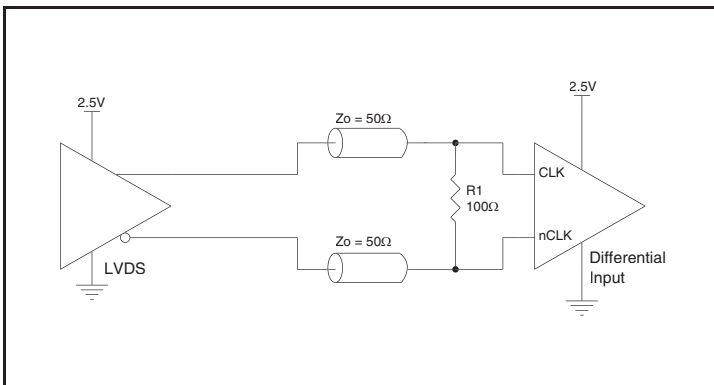 2.5V
2.5V
Zo = 50Ω
CLK
R1
100Ω
Zo = 50Ω
nCLK
LVDS
Differential
Input